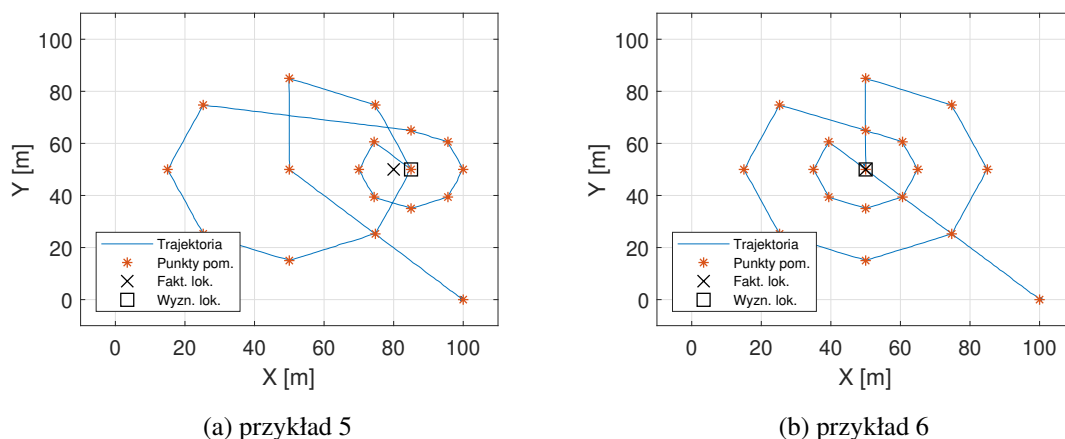 100
80
60
40
20
0
Y [m]
Trajektoria
Punkty pom.
Fakt. lok.
Wyzn. lok.
0
20
40
60
80
100
X [m]
(a) przykład 5
100
80
60
40
20
0
Y [m]
Trajektoria
Punkty pom.
Fakt. lok.
Wyzn. lok.
0
20
40
60
80
100
X [m]
(b) przykład 6